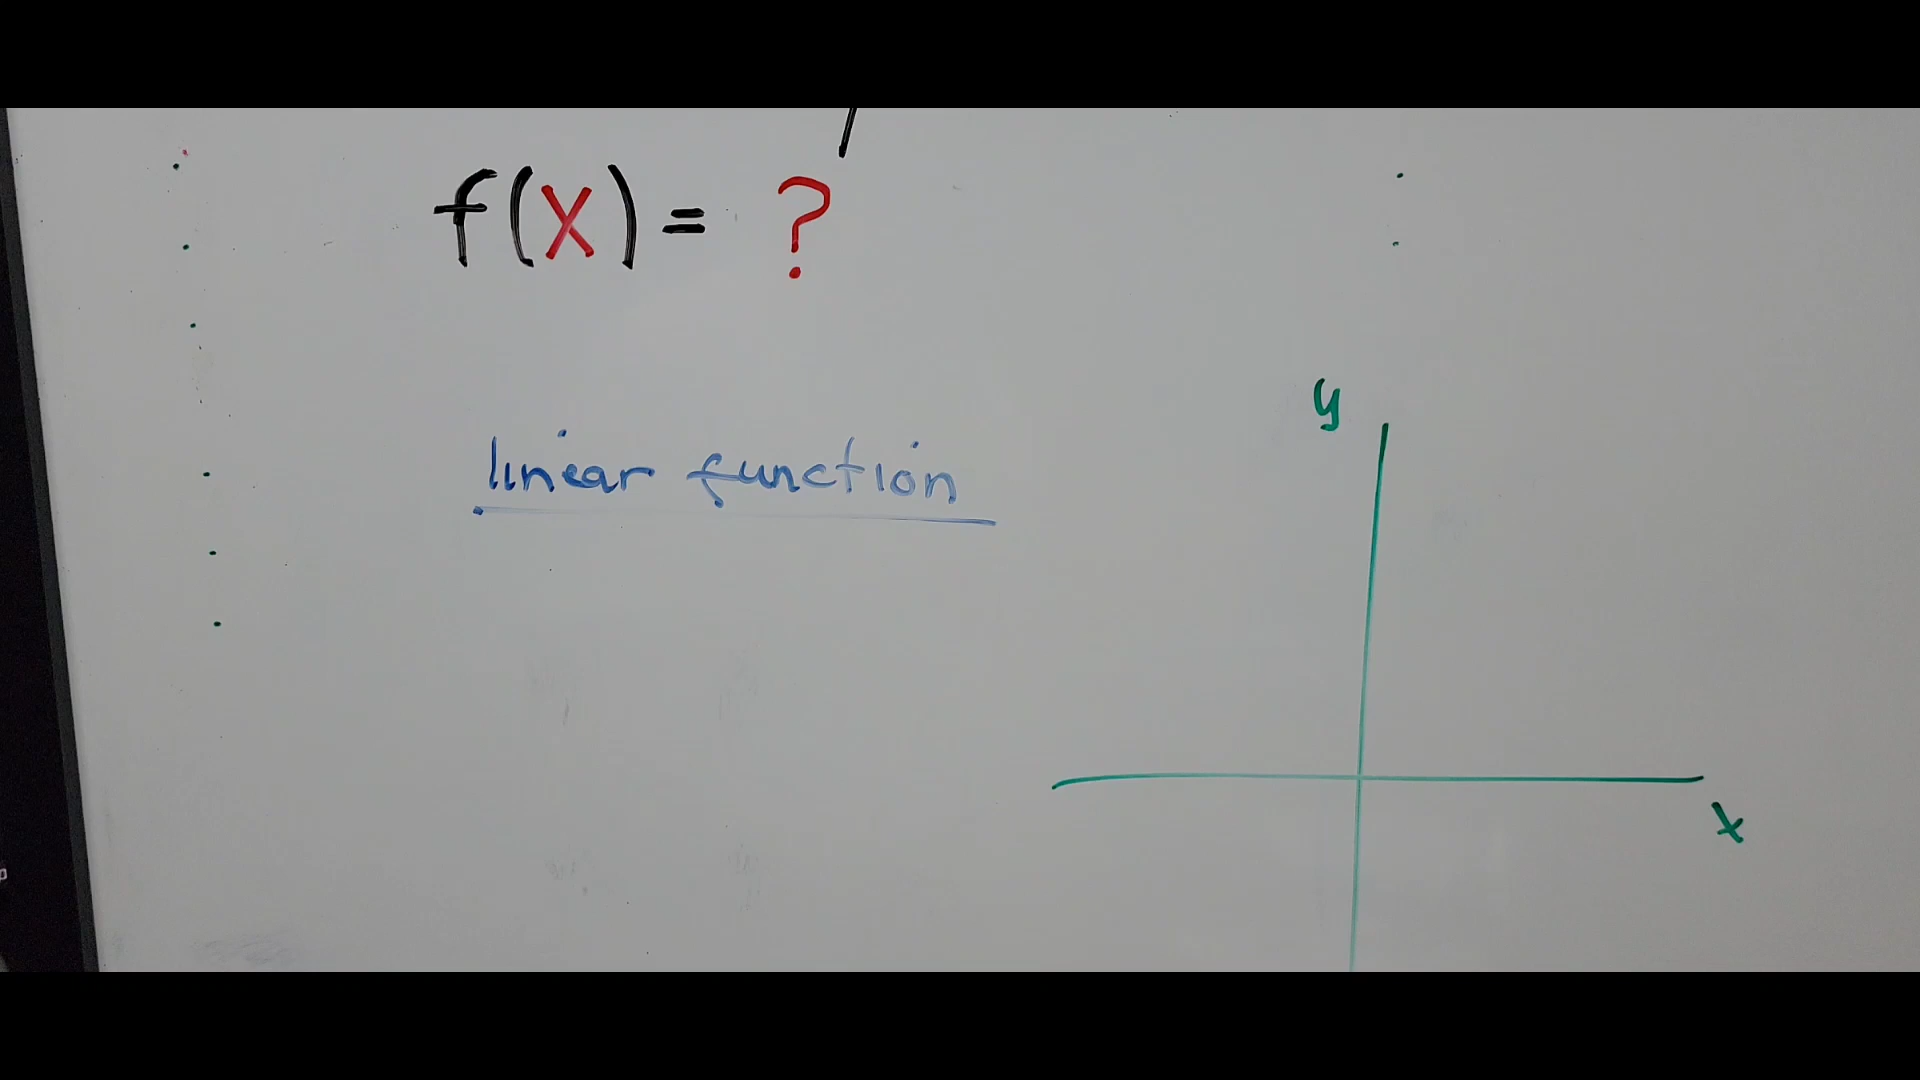 f(x) = ?
linear function
y
x